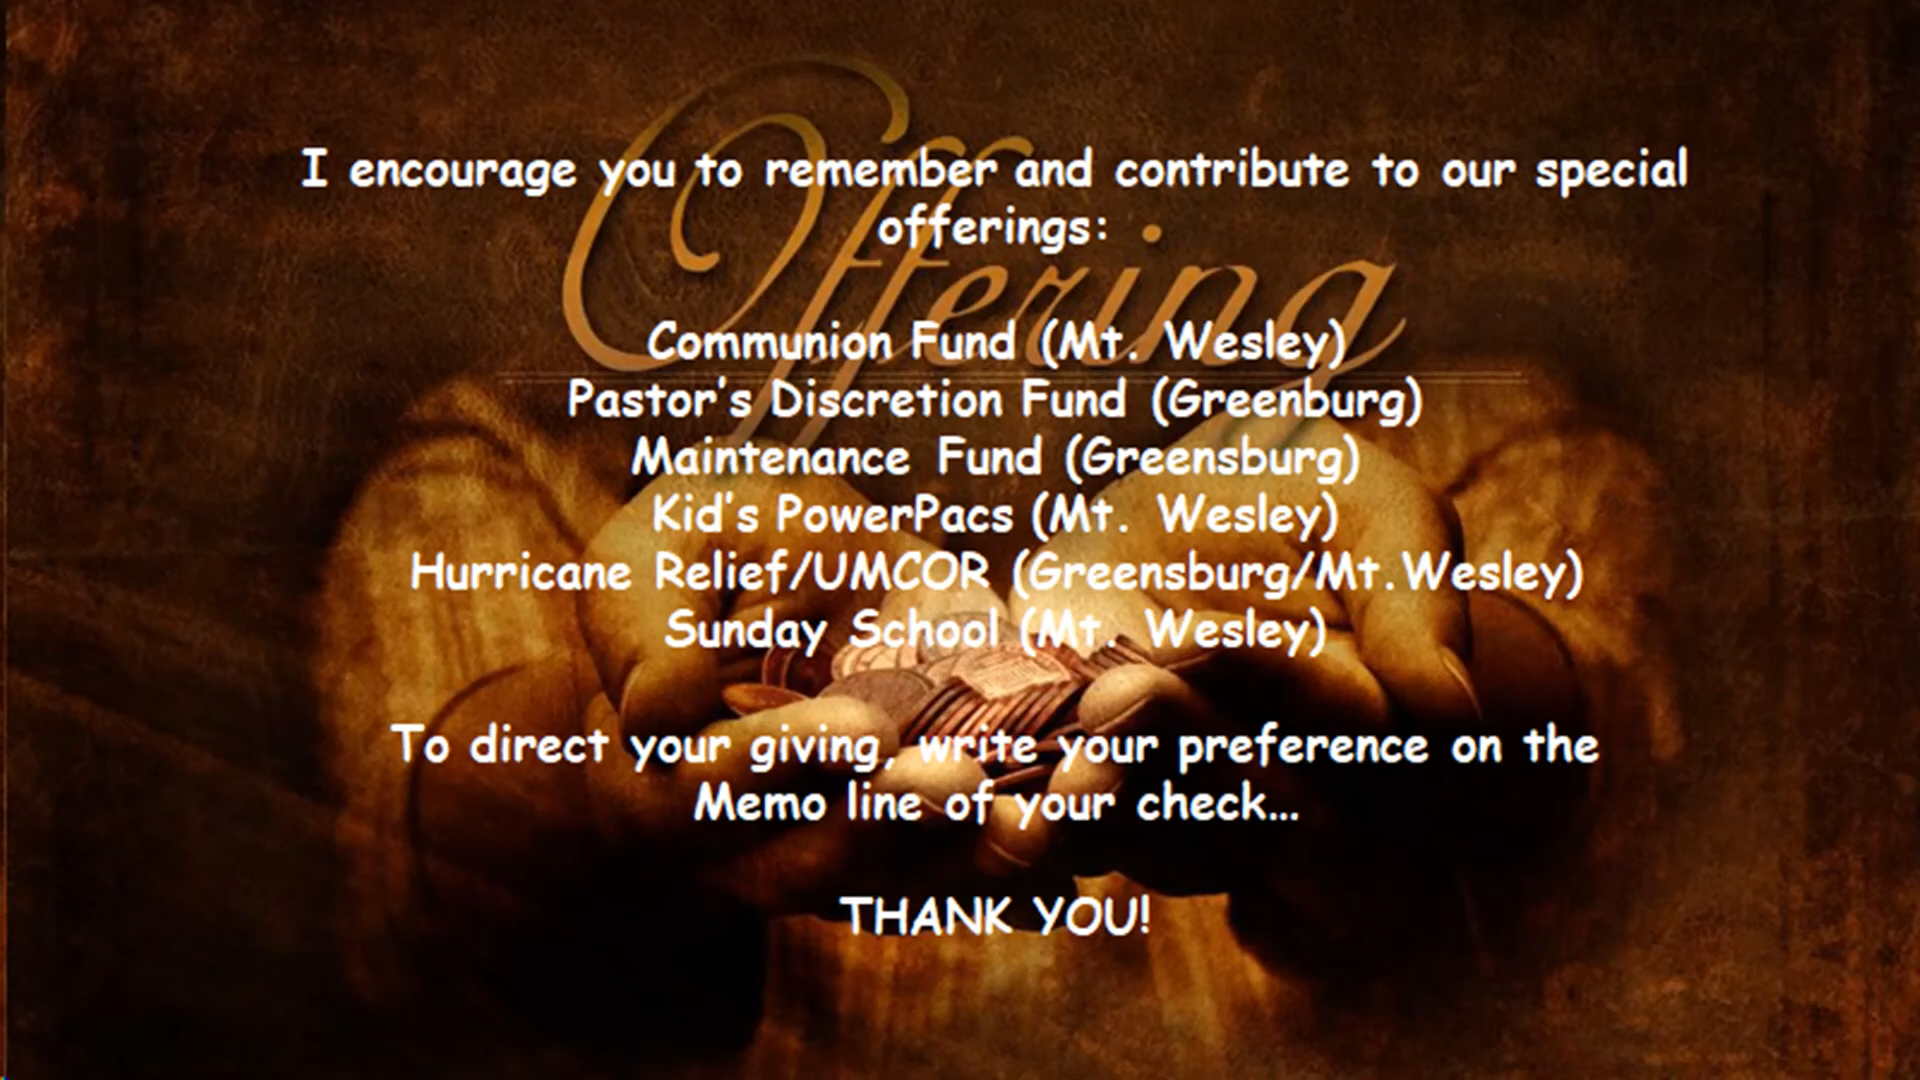 Offering
I encourage you to remember and contribute to our special
offerings:
Communion Fund (Mt. Wesley)
Pastor's Discretion Fund (Greenburg)
Maintenance Fund (Greensburg)
Kid's PowerPacs (Mt. Wesley)
Hurricane Relief/UMCOR (Greensburg/Mt.Wesley)
Sunday School (Mt. Wesley)
To direct your giving, write your preference on the
Memo line of your check...
THANK YOU!